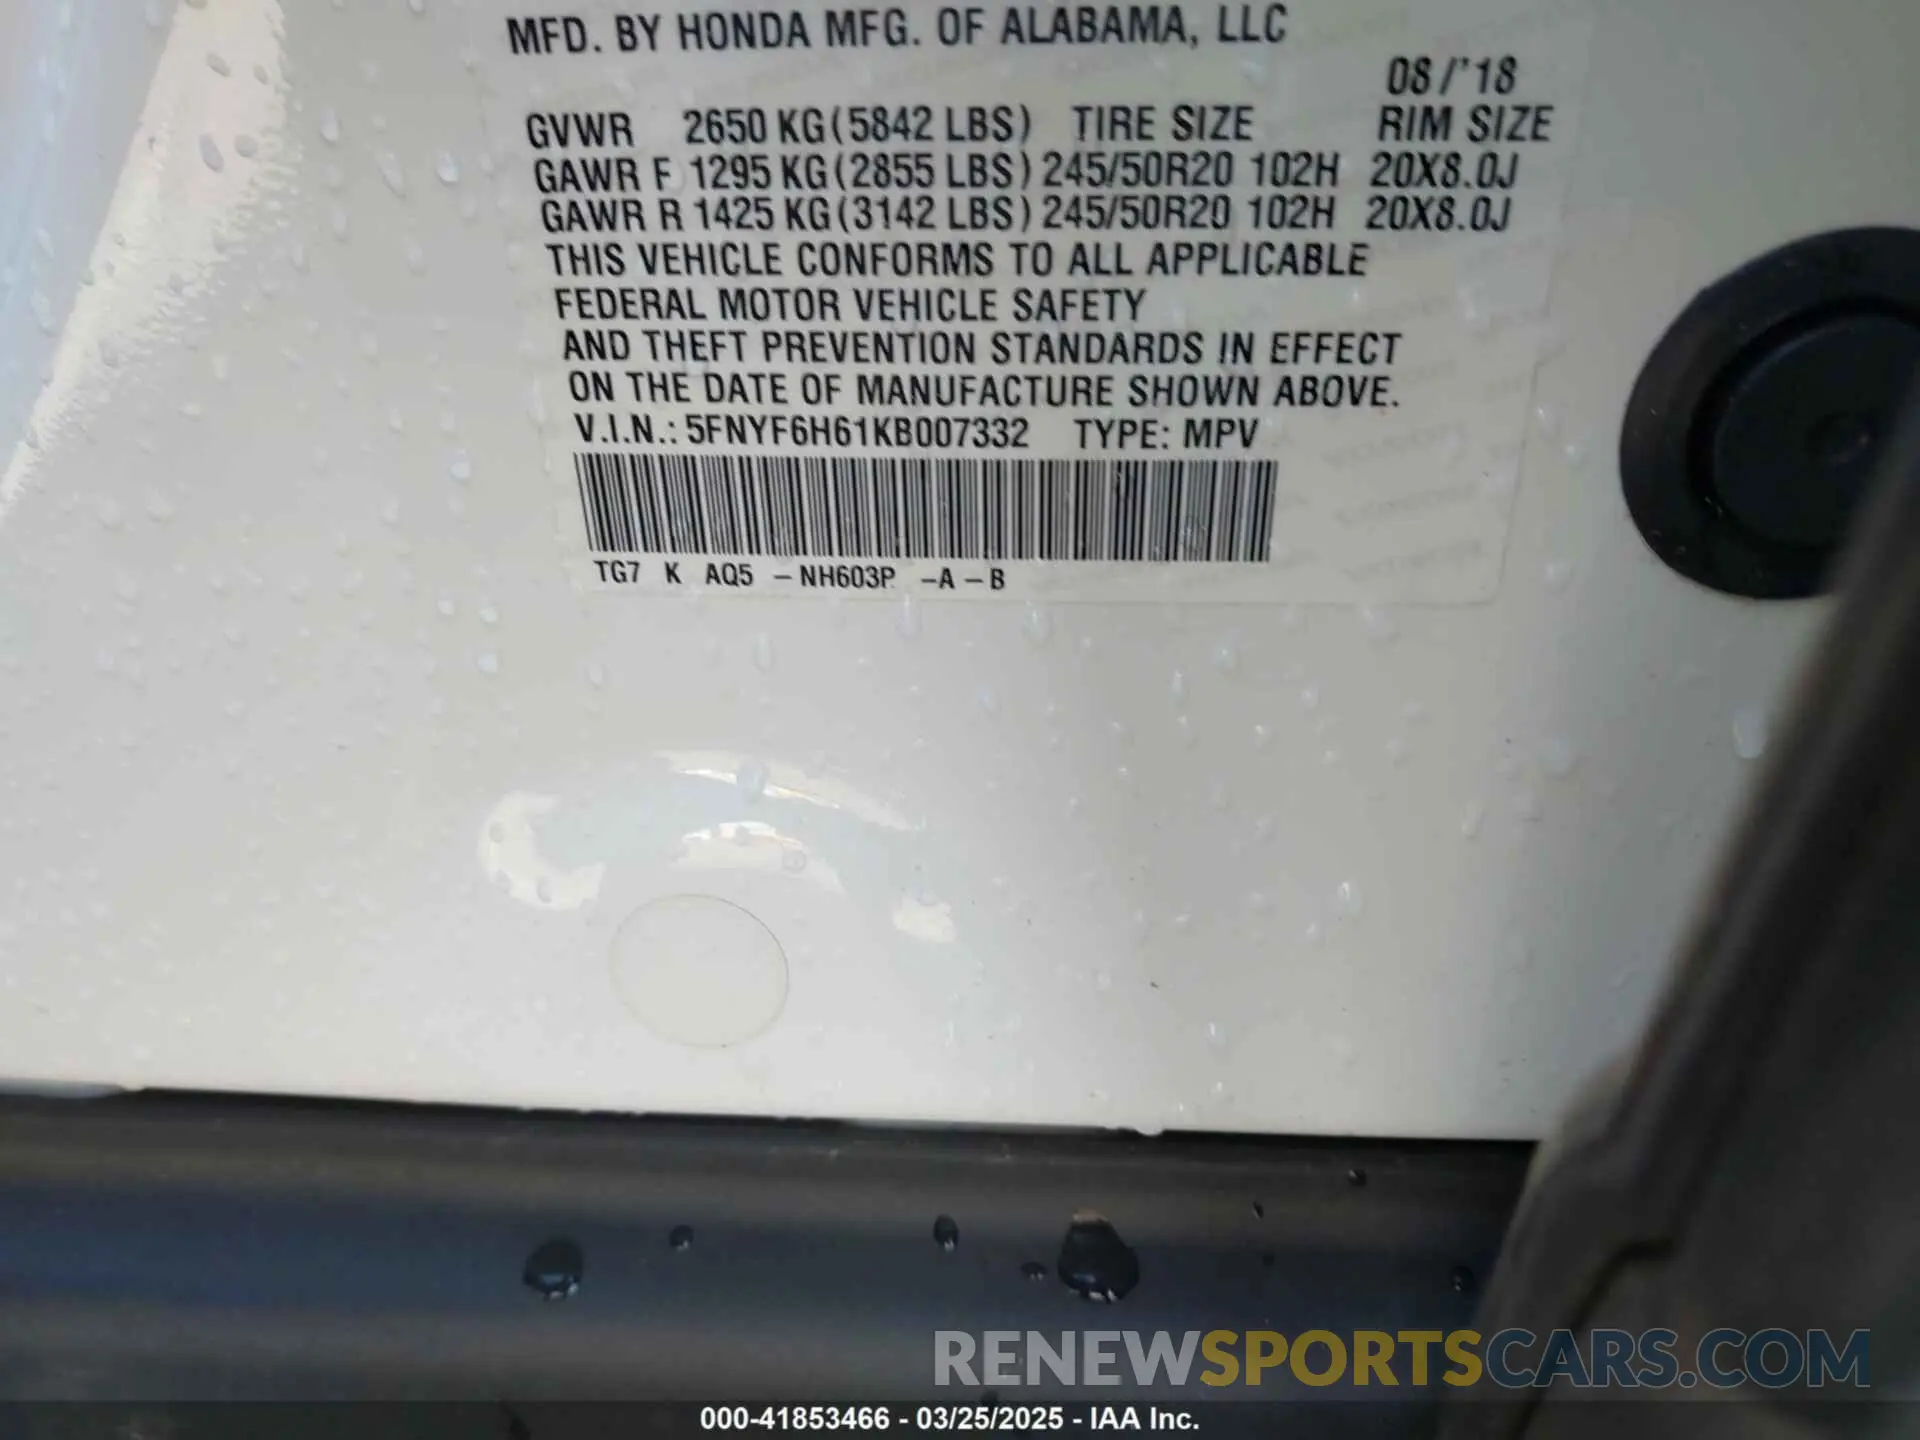 MFD. BY HONDA MFG. OF ALABAMA, LLC
08/'18
GVWR 2650 KG (5842 LBS) TIRE SIZE RIM SIZE
GAWR F 1295 KG (2855 LBS) 245/50R20 102H 20X8.0J
GAWR R 1425 KG (3142 LBS) 245/50R20 102H 20X8.0J
THIS VEHICLE CONFORMS TO ALL APPLICABLE
FEDERAL MOTOR VEHICLE SAFETY
AND THEFT PREVENTION STANDARDS IN EFFECT
ON THE DATE OF MANUFACTURE SHOWN ABOVE.
V.I.N.: 5FNYF6H61KB007332 TYPE: MPV
TG7 K AQ5 – NH603P – A – B
RENEWSPORTSCARS.COM
000-41853466 - 03/25/2025 - IAA Inc.